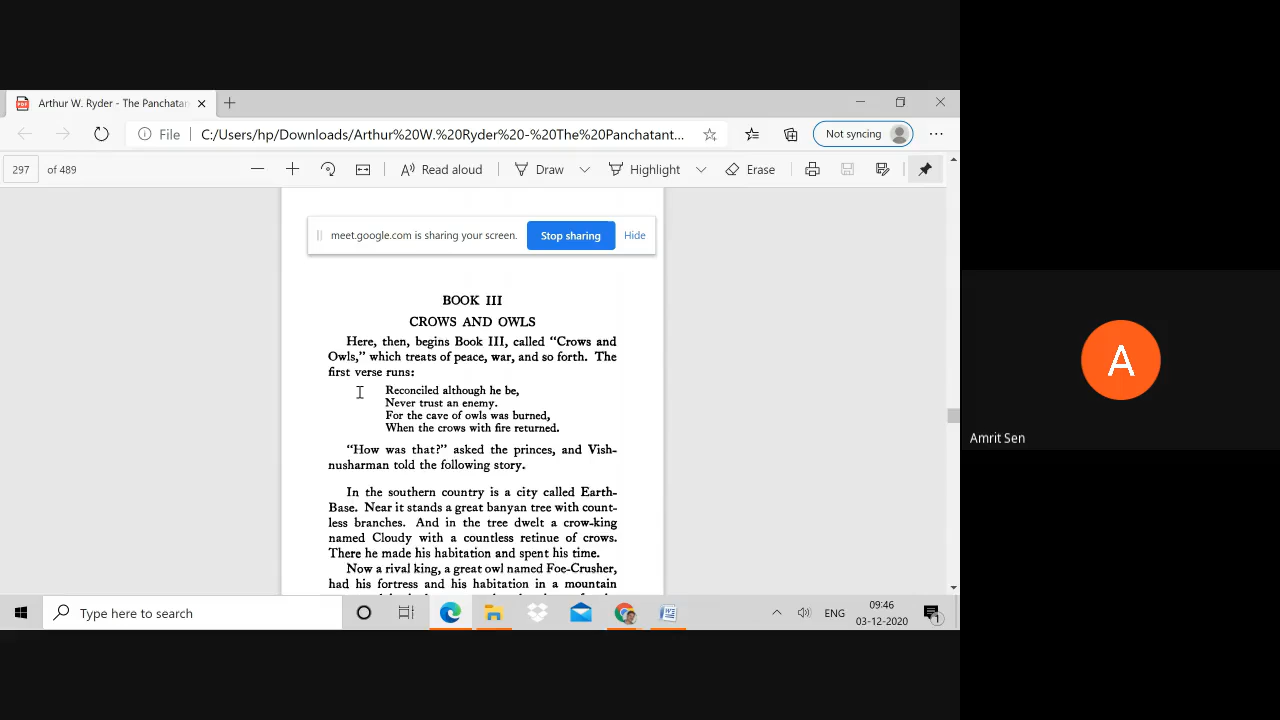 Arthur W. Ryder - The Panchatan
Not syncing
File
C:/Users/hp/Downloads/Arthur%20W.%20Ryder%20-%20The%20Panchatant...
297 of 489
Read aloud
Draw
Highlight
Erase
meet.google.com is sharing your screen.
Stop sharing
Hide
BOOK III
CROWS AND OWLS
Here, then, begins Book III, called "Crows and
Owls," which treats of peace, war, and so forth. The
first verse runs:
Reconciled although he be,
Never trust an enemy.
For the cave of owls was burned,
When the crows with fire returned.
"How was that?" asked the princes, and Vish-
nusharman told the following story.
In the southern country is a city called Earth-
Base. Near it stands a great banyan tree with count-
less branches. And in the tree dwelt a crow-king
named Cloudy with a countless retinue of crows.
There he made his habitation and spent his time.
Now a rival king, a great owl named Foe-Crusher,
had his fortress and his habitation in a mountain
A
Amrit Sen
Type here to search
ENG
09:46
03-12-2020
1